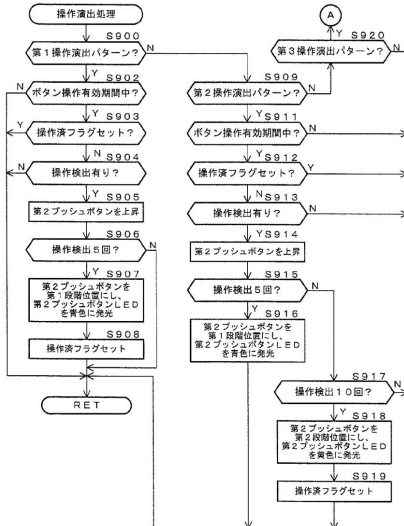 操作演出処理
S900
第1操作演出パターン?
N
Y
S902
ボタン操作有効期間中?
N
Y
S903
操作済フラグセット?
Y
N
S904
操作検出有り?
N
Y
S905
第2プッシュボタンを上昇
S906
操作検出5回?
N
Y
S907
第2プッシュボタンを
第1段階位置にし、
第2プッシュボタンLED
を青色に発光
S908
操作済フラグセット
RET
S909
第2操作演出パターン?
N
Y
S911
ボタン操作有効期間中?
N
Y
S912
操作済フラグセット?
Y
N
S913
操作検出有り?
N
Y
S914
第2プッシュボタンを上昇
S915
操作検出5回?
N
Y
S916
第2プッシュボタンを
第1段階位置にし、
第2プッシュボタンLED
を青色に発光
S917
操作検出10回?
N
Y
S918
第2プッシュボタンを
第2段階位置にし、
第2プッシュボタンLED
を黄色に発光
S919
操作済フラグセット
A
Y
S920
第3操作演出パターン?
N